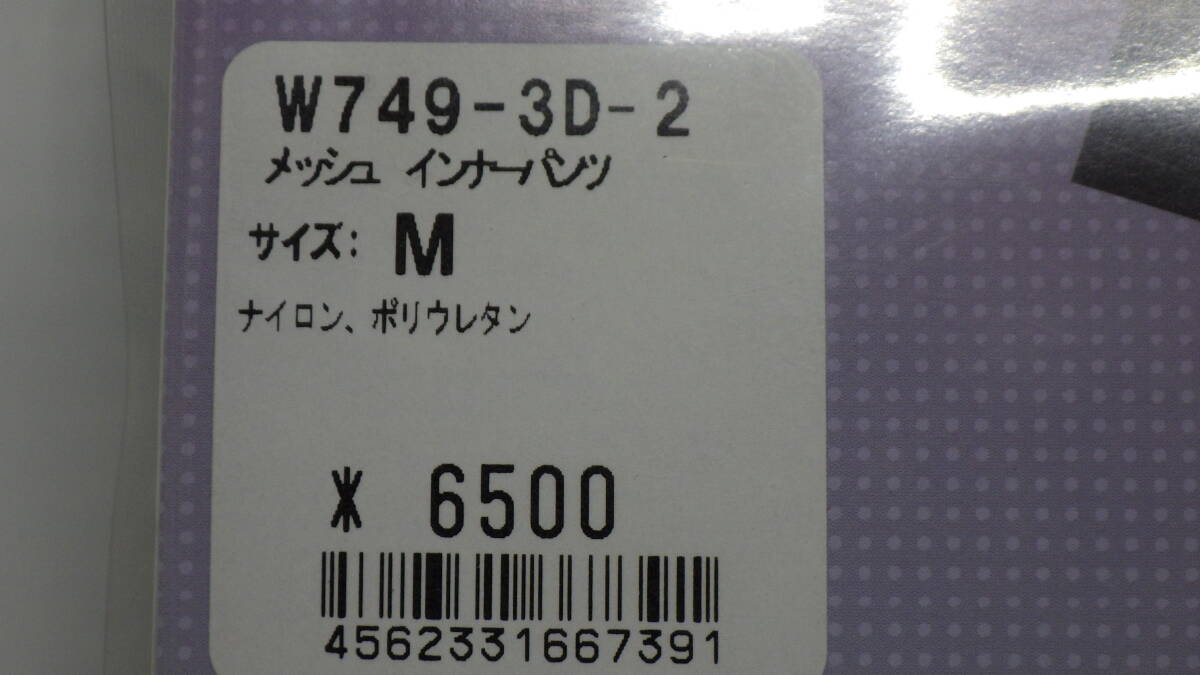 W749-3D-2
メッシュ インナーパンツ
サイズ: M
ナイロン、ポリウレタン
¥ 6500
4562331667391